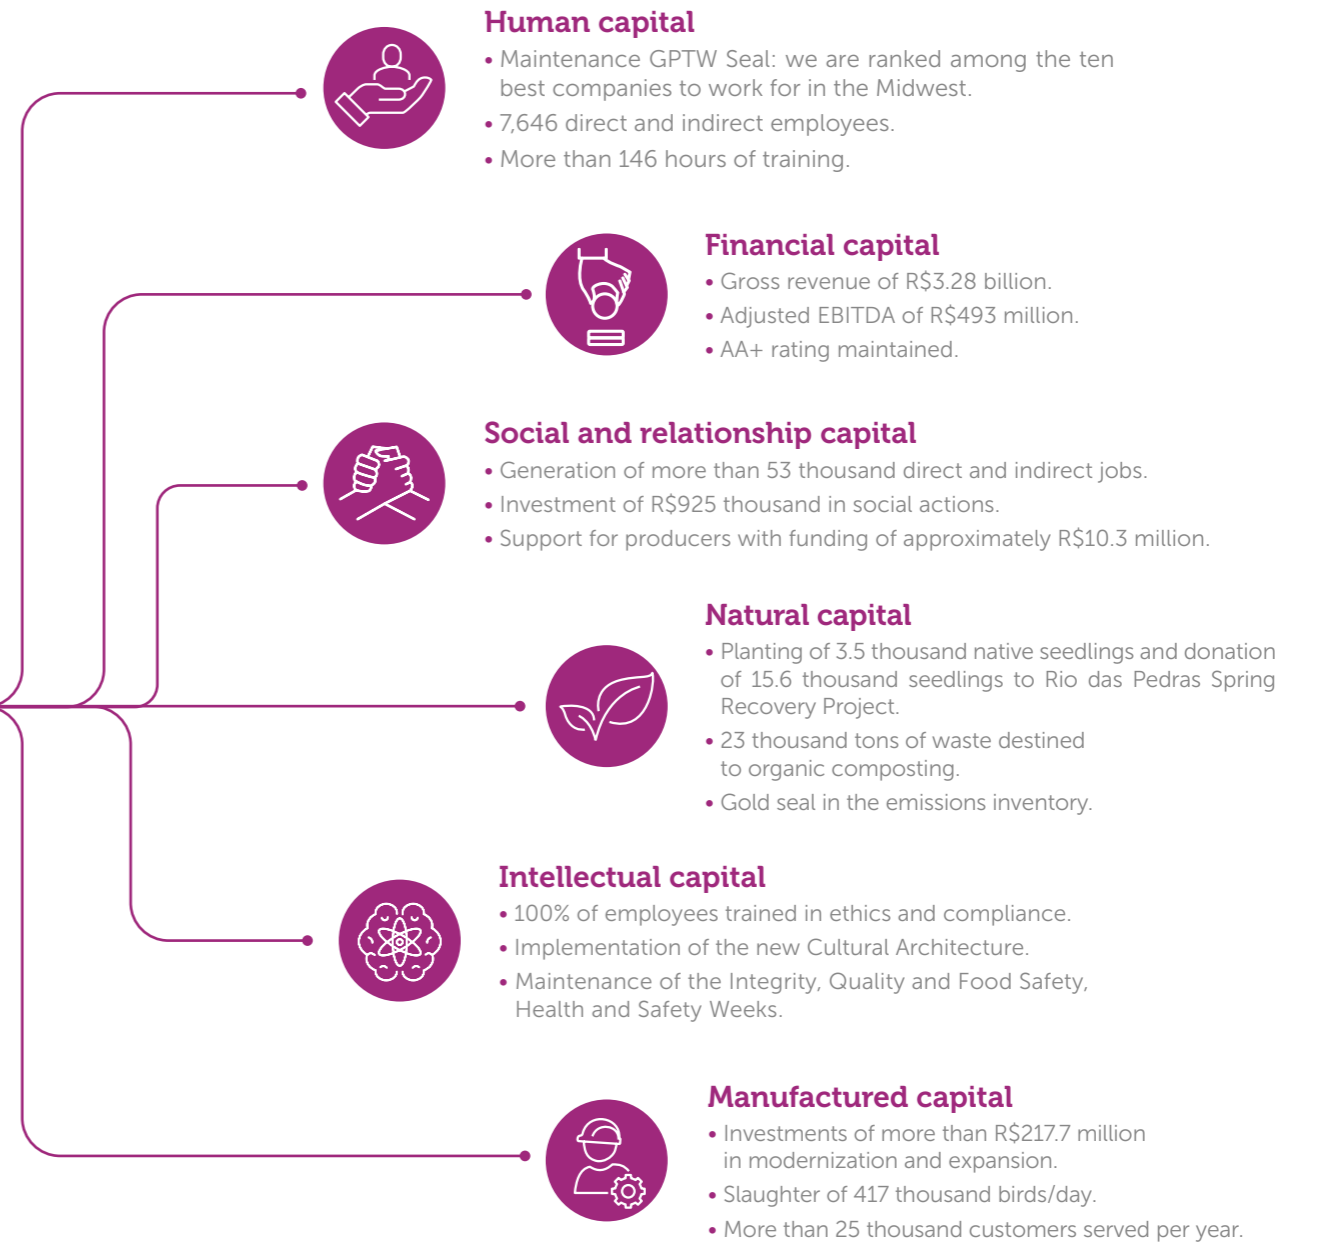 Human capital
• Maintenance GPTW Seal: we are ranked among the ten
best companies to work for in the Midwest.
• 7,646 direct and indirect employees.
• More than 146 hours of training.
Financial capital
• Gross revenue of R$3.28 billion.
• Adjusted EBITDA of R$493 million.
• AA+ rating maintained.
Social and relationship capital
• Generation of more than 53 thousand direct and indirect jobs.
• Investment of R$925 thousand in social actions.
• Support for producers with funding of approximately R$10.3 million.
Natural capital
• Planting of 3.5 thousand native seedlings and donation
of 15.6 thousand seedlings to Rio das Pedras Spring
Recovery Project.
• 23 thousand tons of waste destined
to organic composting.
• Gold seal in the emissions inventory.
Intellectual capital
• 100% of employees trained in ethics and compliance.
• Implementation of the new Cultural Architecture.
• Maintenance of the Integrity, Quality and Food Safety,
Health and Safety Weeks.
Manufactured capital
• Investments of more than R$217.7 million
in modernization and expansion.
• Slaughter of 417 thousand birds/day.
• More than 25 thousand customers served per year.